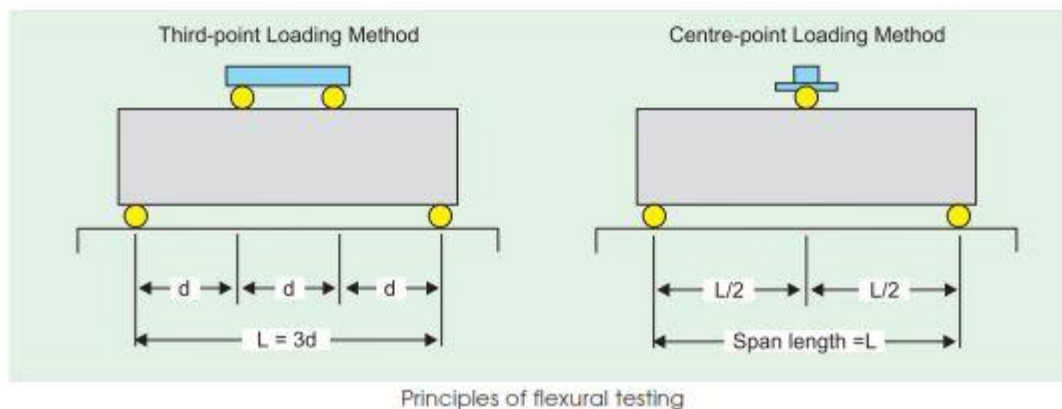 Third-point Loading Method
Centre-point Loading Method
d d d
L/2 L/2
L = 3d
Span length =L
Principles of flexural testing